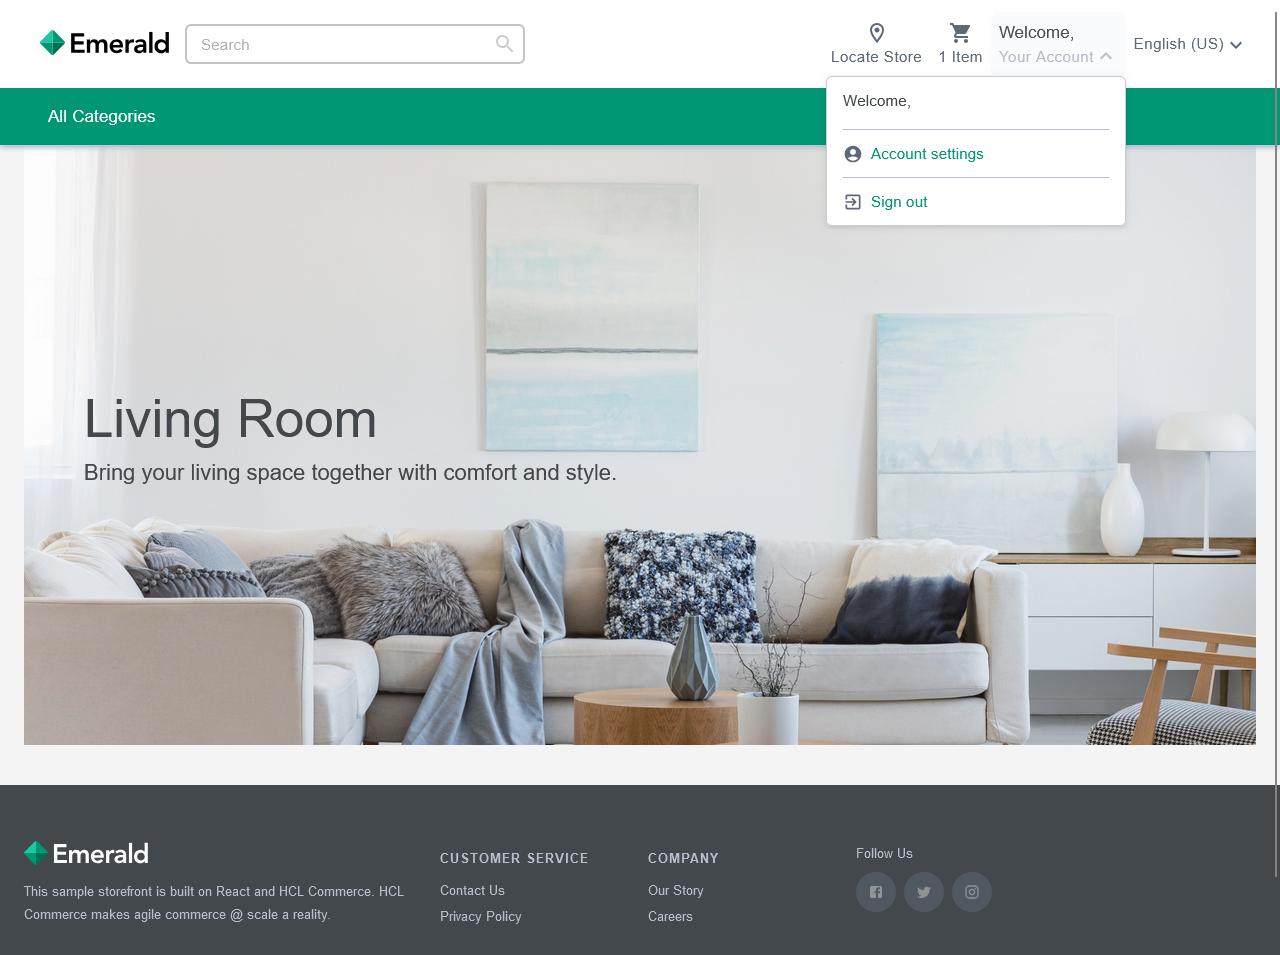 Emerald
Search
Locate Store
1 Item
Welcome,
Your Account
English (US)
All Categories
Welcome,
Account settings
Sign out
Living Room
Bring your living space together with comfort and style.
Emerald
This sample storefront is built on React and HCL Commerce. HCL
Commerce makes agile commerce @ scale a reality.
CUSTOMER SERVICE
Contact Us
Privacy Policy
COMPANY
Our Story
Careers
Follow Us